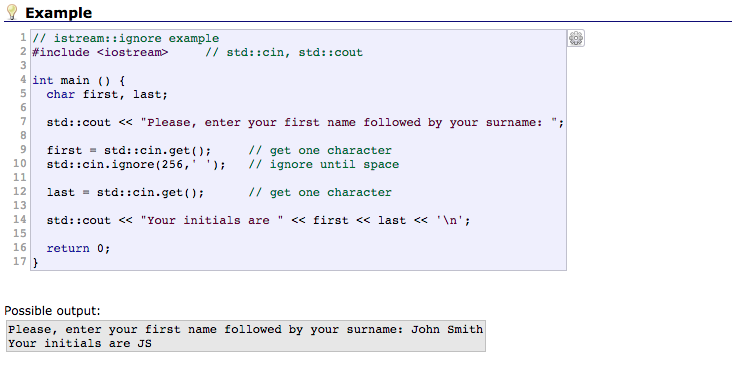 Example
1 // istream::ignore example
2 #include <iostream>     // std::cin, std::cout
3
4 int main () {
5   char first, last;
6
7   std::cout << "Please, enter your first name followed by your surname: ";
8
9   first = std::cin.get();     // get one character
10   std::cin.ignore(256,' ');   // ignore until space
11
12   last = std::cin.get();      // get one character
13
14   std::cout << "Your initials are " << first << last << '\n';
15
16   return 0;
17 }
Possible output:
Please, enter your first name followed by your surname: John Smith
Your initials are JS